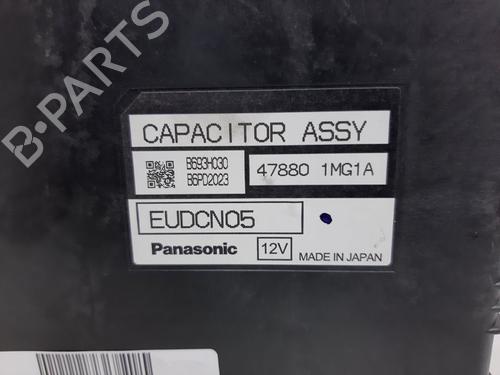 B-PARTS
CAPACITOR ASSY
B693H030
B6PD2023
47880 1MG1A
EUDCN05
Panasonic
12V
MADE IN JAPAN